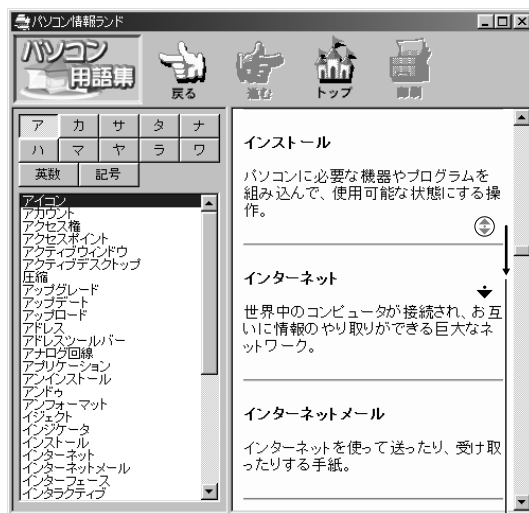 パソコン情報ランド
パソコン
用語集
戻る
進む
トップ
印刷
ア カ サ タ ナ
ハ マ ヤ ラ ワ
英数 記号
アイコン
アカウント
アクセス権
アクセスポイント
アクティブウィンドウ
アクティブデスクトップ
圧縮
アップグレード
アップデート
アップロード
アドレス
アドレスツールバー
アナログ回線
アプリケーション
アンインストール
アンドゥ
アンフォーマット
イジェクト
インジケータ
インストール
インターネット
インターネットメール
インターフェース
インタラクティブ
インストール
パソコンに必要な機器やプログラムを
組み込んで、使用可能な状態にする操
作。
インターネット
世界中のコンピュータが接続され、お互
いに情報のやり取りができる巨大なネ
ットワーク。
インターネットメール
インターネットを使って送ったり、受け取
ったりする手紙。